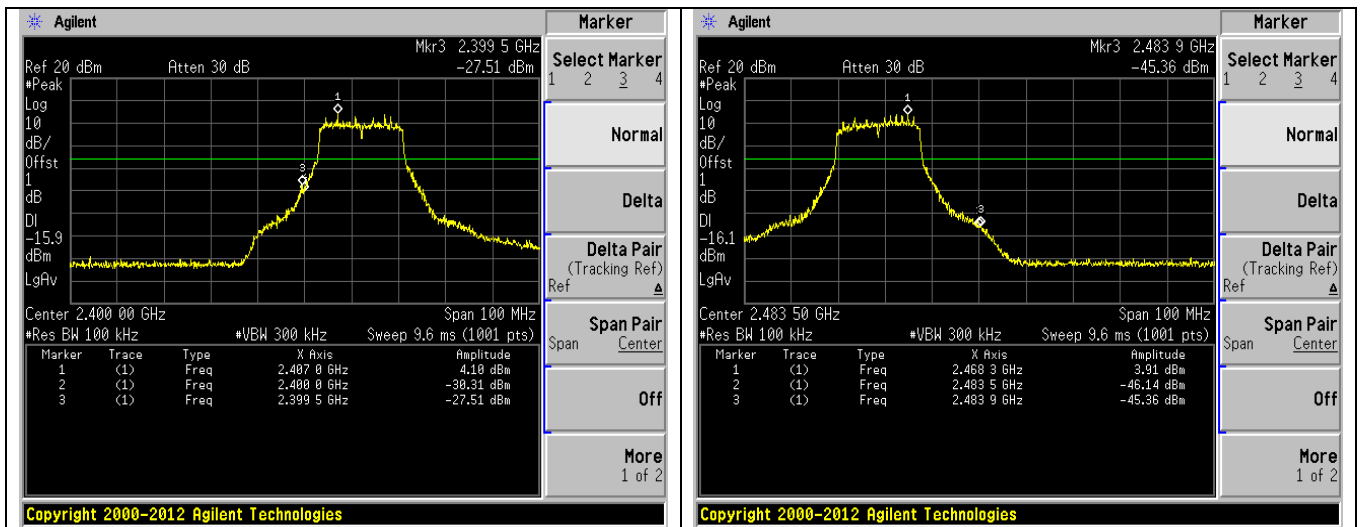 Agilent
Marker
Mkr3 2.399 5 GHz
Ref 20 dBm Atten 30 dB -27.51 dBm
#Peak
Log
10
dB/
Offst
1
dB
DI
-15.9
dBm
LgAv
1
3
Center 2.400 00 GHz Span 100 MHz
#Res BW 100 kHz #VBW 300 kHz Sweep 9.6 ms (1001 pts)
Marker Trace Type X Axis Amplitude
1 (1) Freq 2.407 0 GHz 4.10 dBm
2 (1) Freq 2.400 0 GHz -30.31 dBm
3 (1) Freq 2.399 5 GHz -27.51 dBm
Select Marker
1 2 3 4
Normal
Delta
Delta Pair
(Tracking Ref)
Ref Δ
Span Pair
Span Center
Off
More
1 of 2
Copyright 2000-2012 Agilent Technologies
Agilent
Marker
Mkr3 2.483 9 GHz
Ref 20 dBm Atten 30 dB -45.36 dBm
#Peak
Log
10
dB/
Offst
1
dB
DI
-16.1
dBm
LgAv
1
3
Center 2.483 50 GHz Span 100 MHz
#Res BW 100 kHz #VBW 300 kHz Sweep 9.6 ms (1001 pts)
Marker Trace Type X Axis Amplitude
1 (1) Freq 2.468 3 GHz 3.91 dBm
2 (1) Freq 2.483 5 GHz -46.14 dBm
3 (1) Freq 2.483 9 GHz -45.36 dBm
Select Marker
1 2 3 4
Normal
Delta
Delta Pair
(Tracking Ref)
Ref Δ
Span Pair
Span Center
Off
More
1 of 2
Copyright 2000-2012 Agilent Technologies